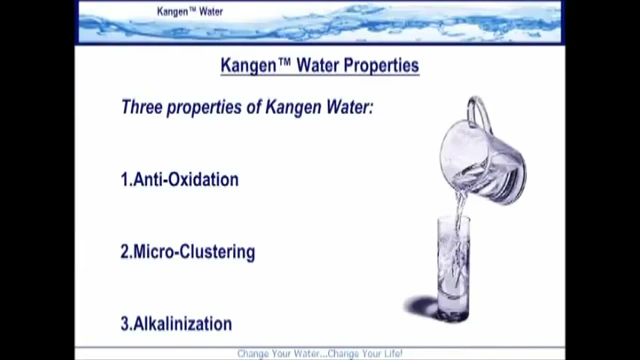 Kangen™ Water
Kangen™ Water Properties
Three properties of Kangen Water:
1.Anti-Oxidation
2.Micro-Clustering
3.Alkalinization
Change Your Water...Change Your Life!